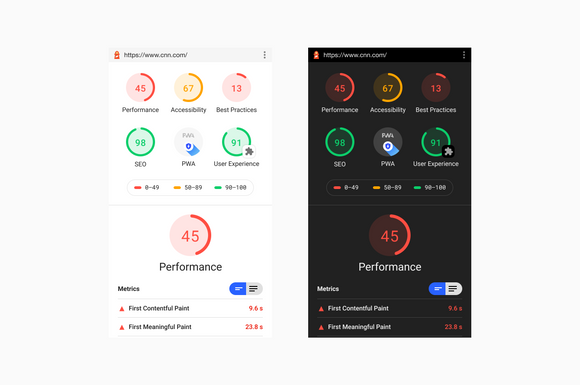 https://www.cnn.com/
45
67
13
Performance
Accessibility
Best Practices
98
PWA
91
SEO
PWA
User Experience
0–49
50–89
90–100
45
Performance
Metrics
First Contentful Paint 9.6 s
First Meaningful Paint 23.8 s
https://www.cnn.com/
45
67
13
Performance
Accessibility
Best Practices
98
PWA
91
SEO
PWA
User Experience
0–49
50–89
90–100
45
Performance
Metrics
First Contentful Paint 9.6 s
First Meaningful Paint 23.8 s